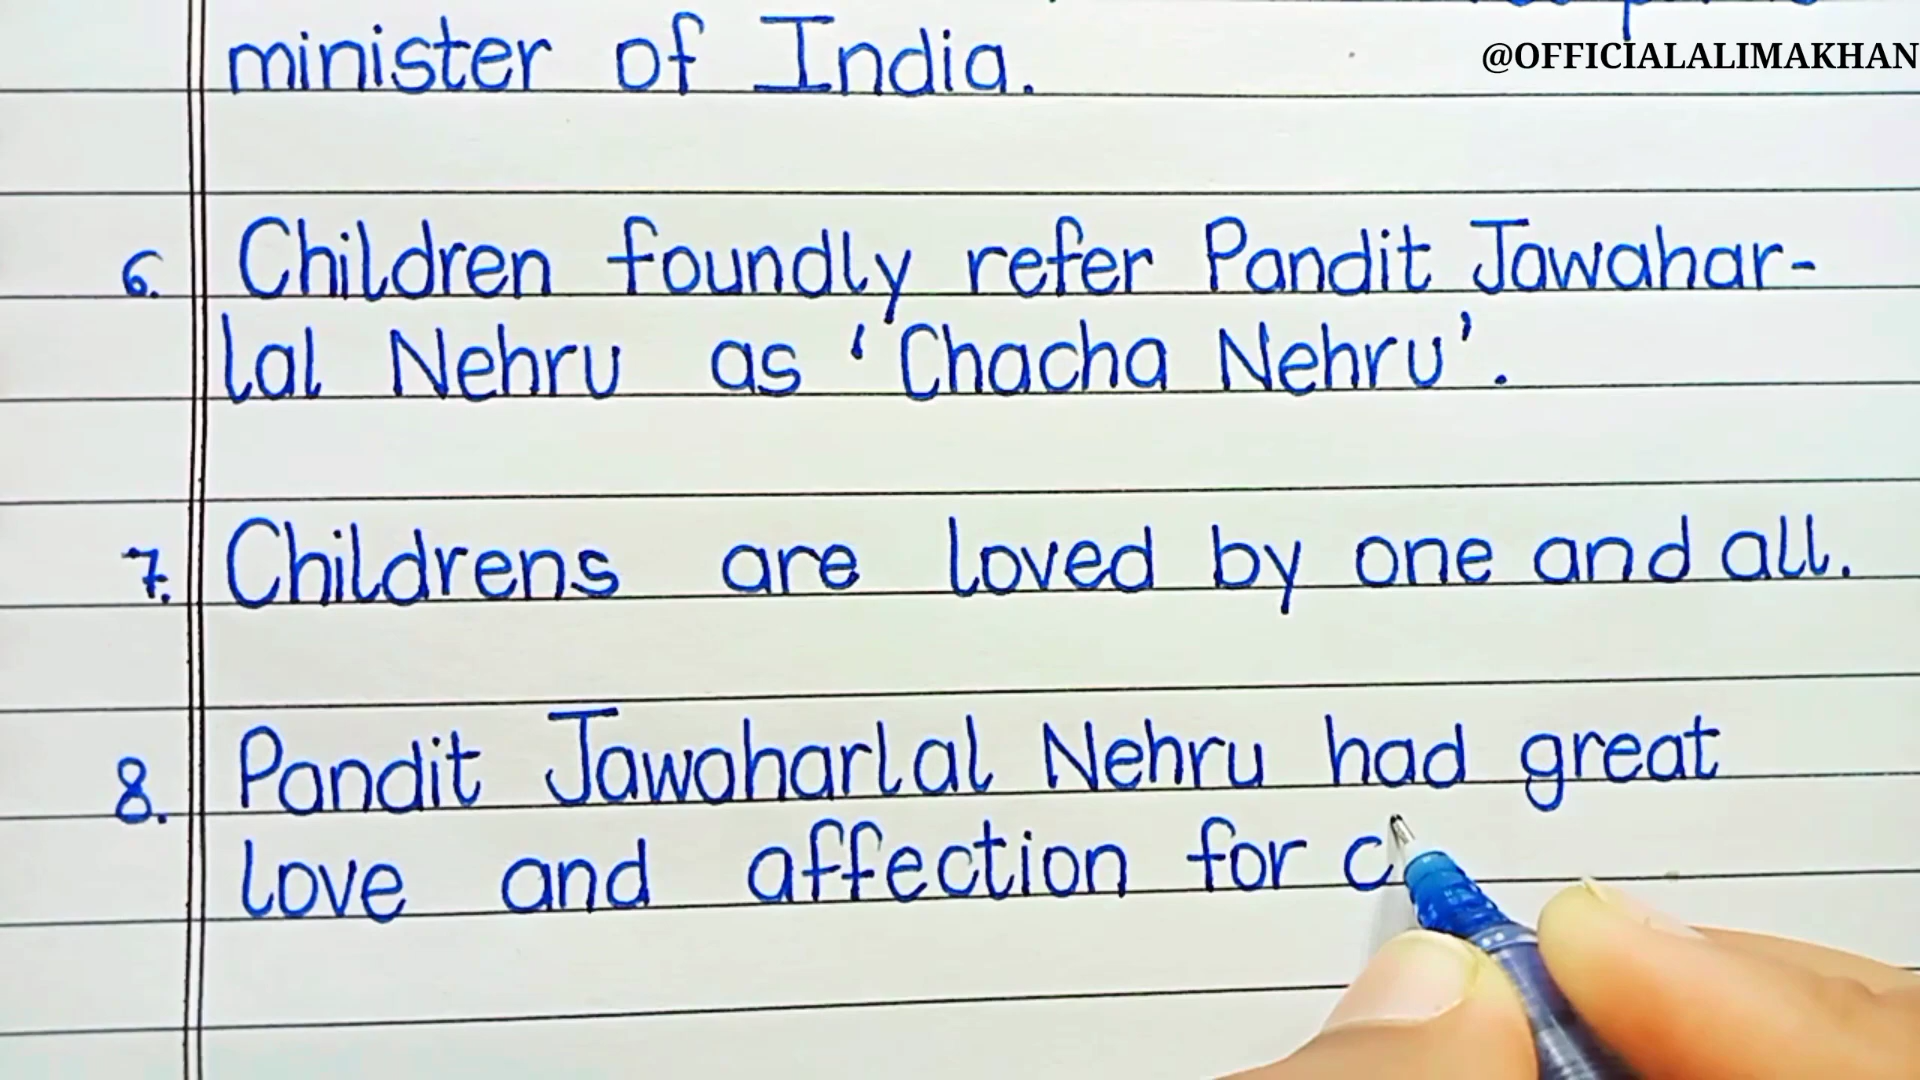 @OFFICIALALIMAKHAN
minister of India.
6. Children foundly refer Pandit Jawahar-
lal Nehru as 'Chacha Nehru'.
7. Childrens are loved by one and all.
8. Pandit Jawaharlal Nehru had great
love and affection for c